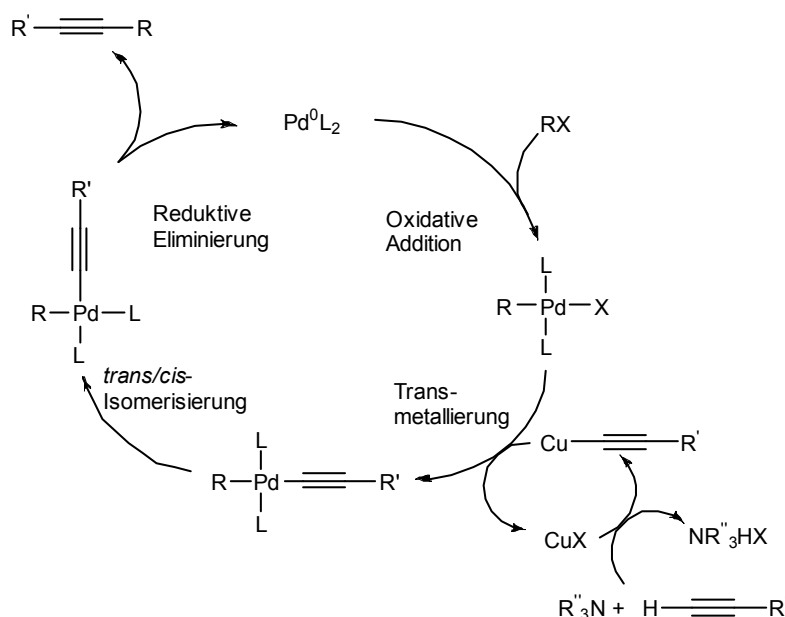 R' R
Pd⁰L₂
RX
R'
Reduktive
Eliminierung
Oxidative
Addition
L
R Pd L
R Pd X
L
L
trans/cis-
Isomerisierung
Trans-
metallierung
Cu R'
L
R Pd R'
L
CuX
NR"₃HX
R"₃N + H R